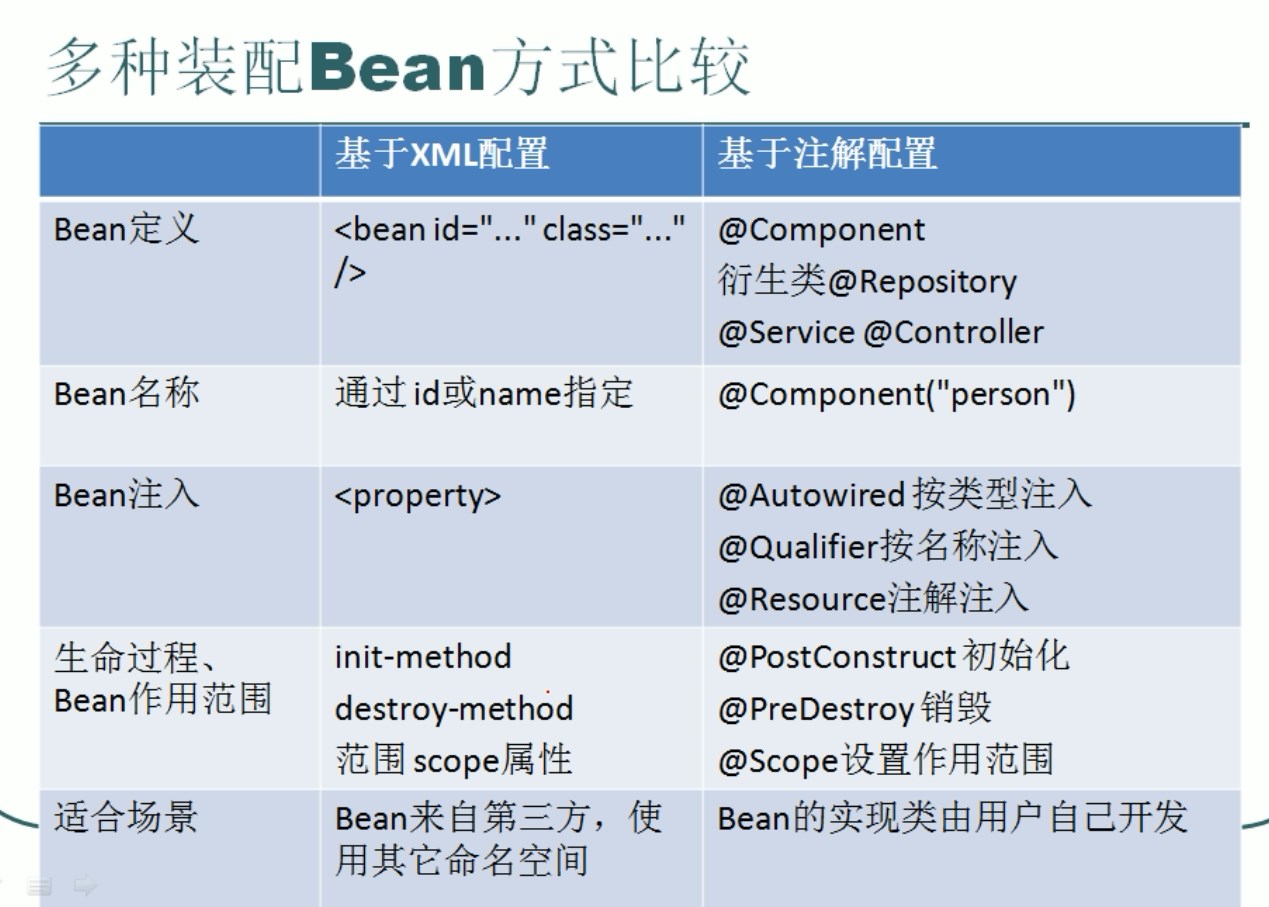 多种装配Bean方式比较
基于XML配置
基于注解配置
Bean定义
<bean id="..." class="..."
/>
@Component
衍生类@Repository
@Service @Controller
Bean名称
通过 id或name指定
@Component("person")
Bean注入
<property>
@Autowired 按类型注入
@Qualifier按名称注入
@Resource注解注入
生命过程、
Bean作用范围
init-method
destroy-method
范围 scope属性
@PostConstruct 初始化
@PreDestroy 销毁
@Scope设置作用范围
适合场景
Bean来自第三方，使
用其它命名空间
Bean的实现类由用户自己开发